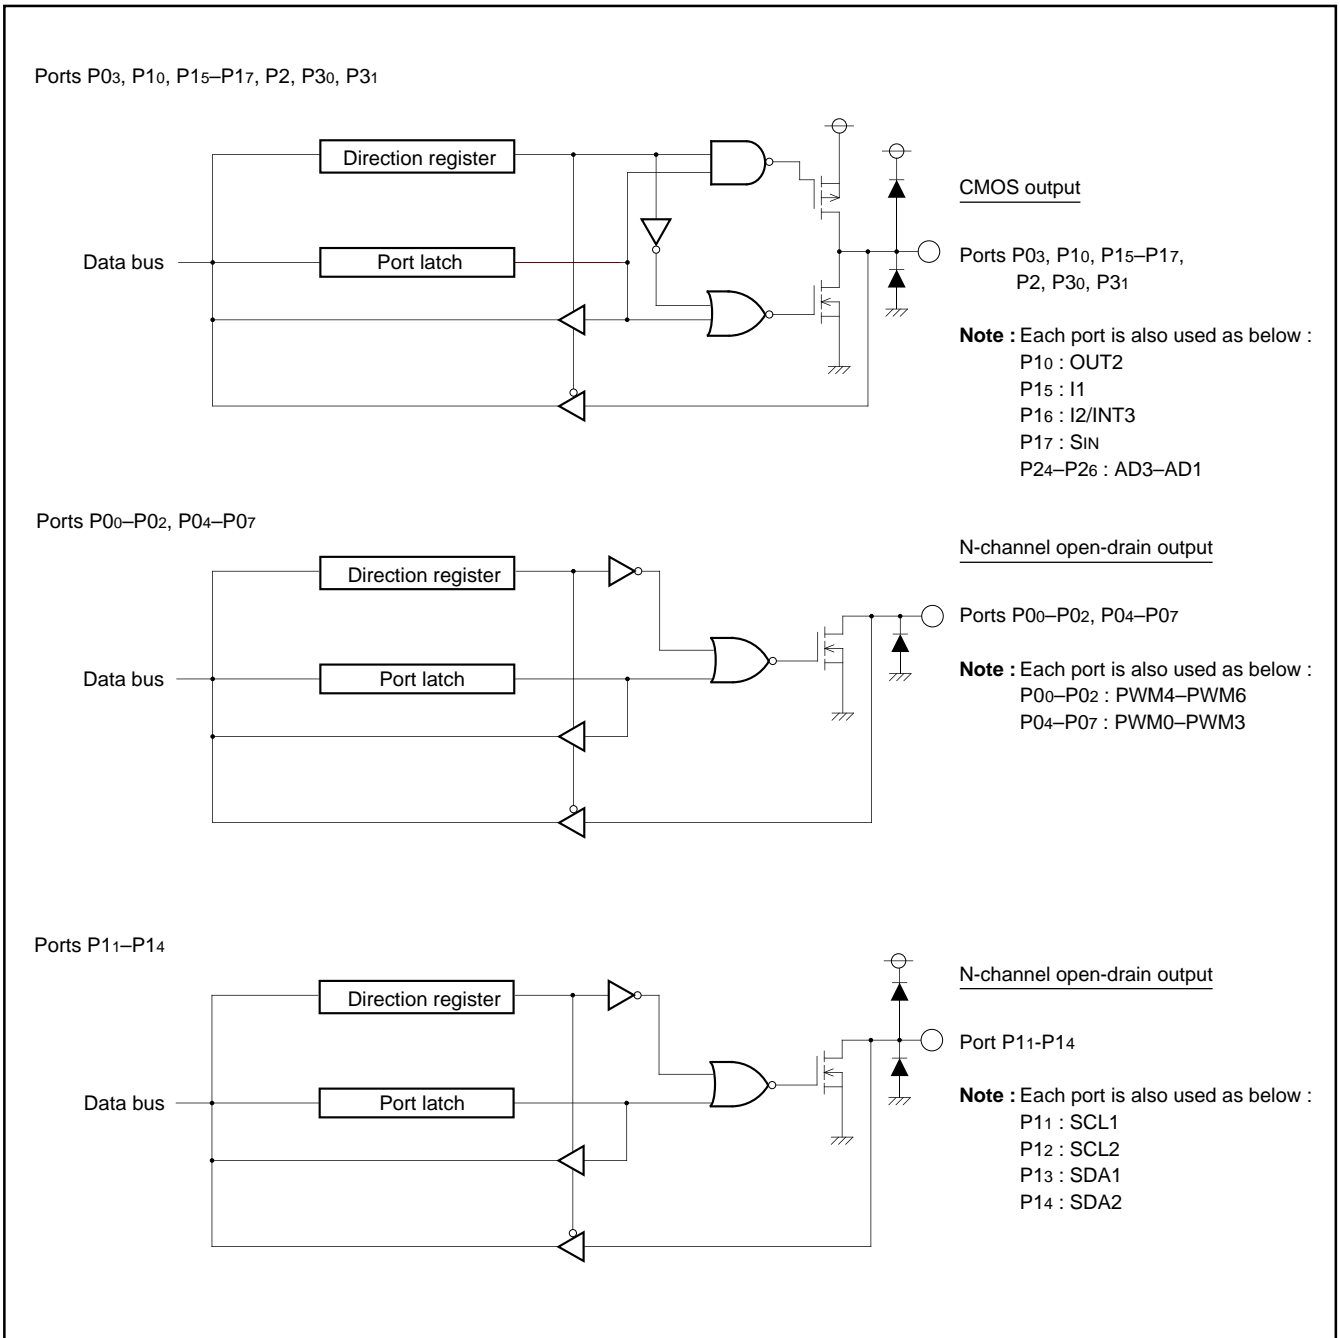 Ports P03, P10, P15–P17, P2, P30, P31
Direction register
CMOS output
Data bus
Port latch
Ports P03, P10, P15–P17,
P2, P30, P31
Note : Each port is also used as below :
P10 : OUT2
P15 : I1
P16 : I2/INT3
P17 : SIN
P24–P26 : AD3–AD1
Ports P00–P02, P04–P07
N-channel open-drain output
Direction register
Ports P00–P02, P04–P07
Data bus
Port latch
Note : Each port is also used as below :
P00–P02 : PWM4–PWM6
P04–P07 : PWM0–PWM3
Ports P11–P14
N-channel open-drain output
Direction register
Port P11-P14
Data bus
Port latch
Note : Each port is also used as below :
P11 : SCL1
P12 : SCL2
P13 : SDA1
P14 : SDA2